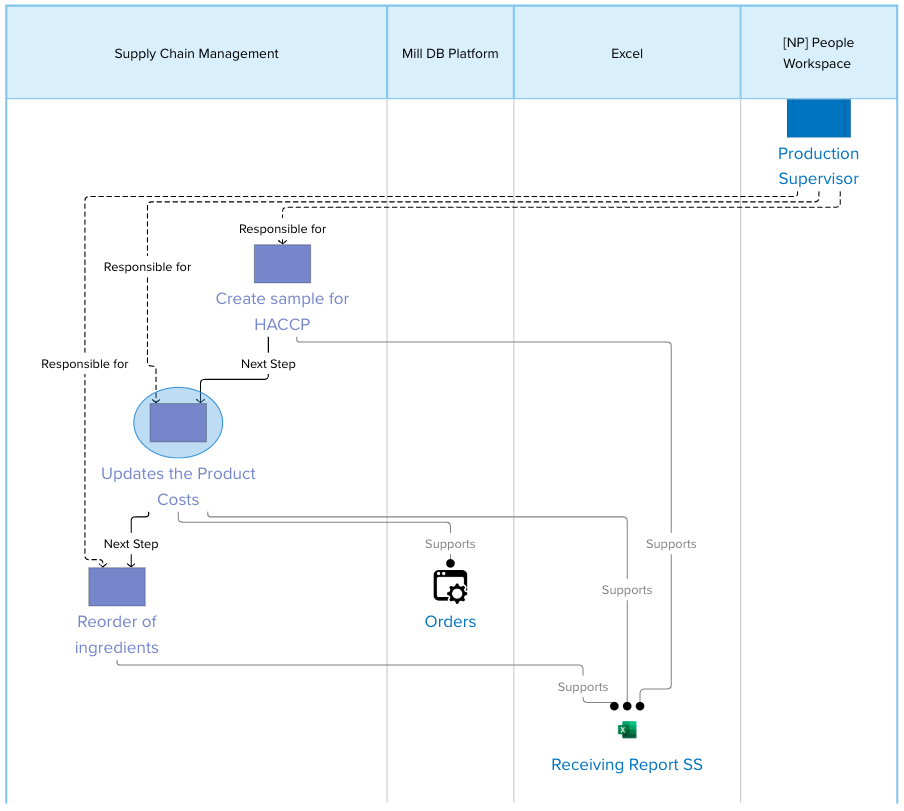 Supply Chain Management
Mill DB Platform
Excel
[NP] People
Workspace
Production
Supervisor
Responsible for
Responsible for
Create sample for
HACCP
Responsible for
Next Step
Updates the Product
Costs
Next Step
Supports
Supports
Supports
Reorder of
ingredients
Orders
Supports
X
Receiving Report SS